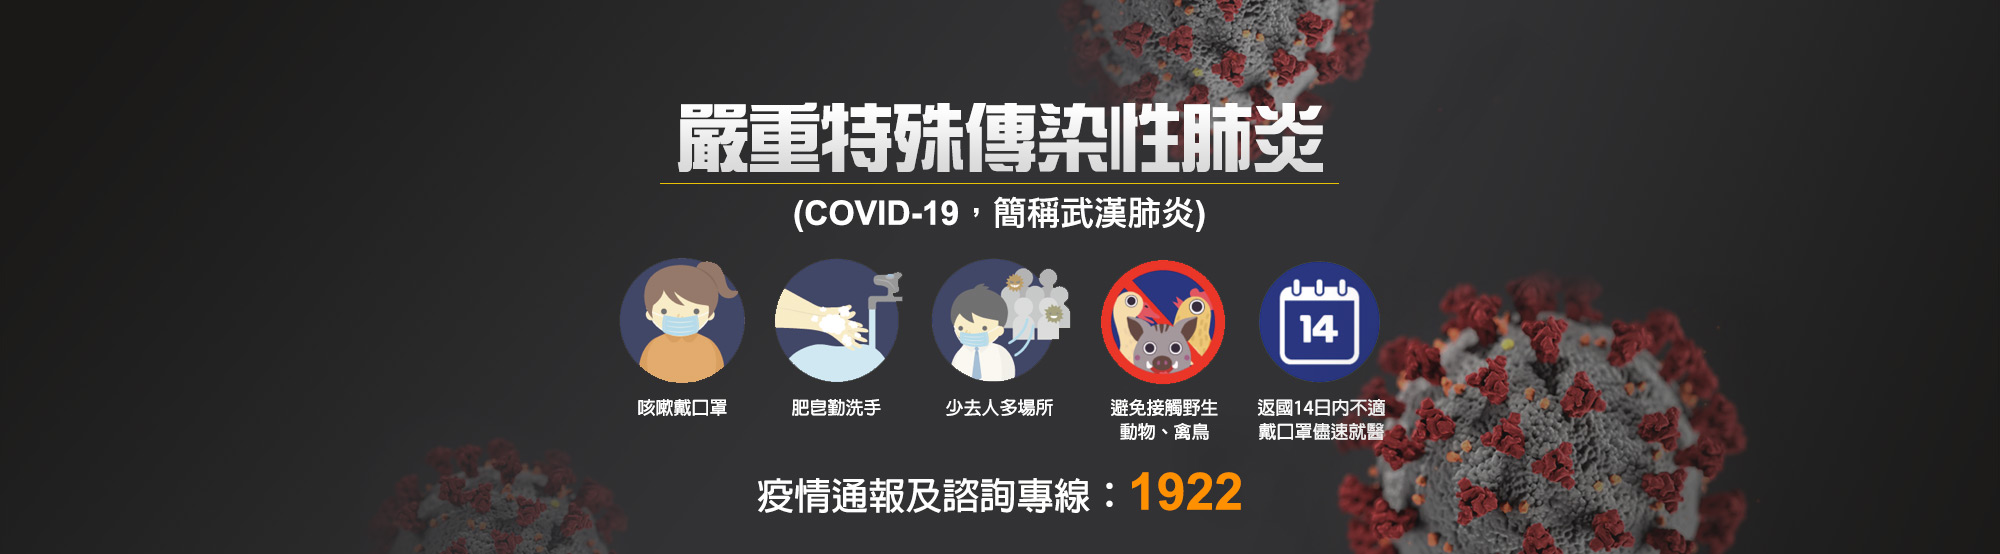 嚴重特殊傳染性肺炎
(COVID-19，簡稱武漢肺炎)
14
咳嗽戴口罩
肥皂勤洗手
少去人多場所
避免接觸野生
動物、禽鳥
返國14日內不適
戴口罩儘速就醫
疫情通報及諮詢專線：1922